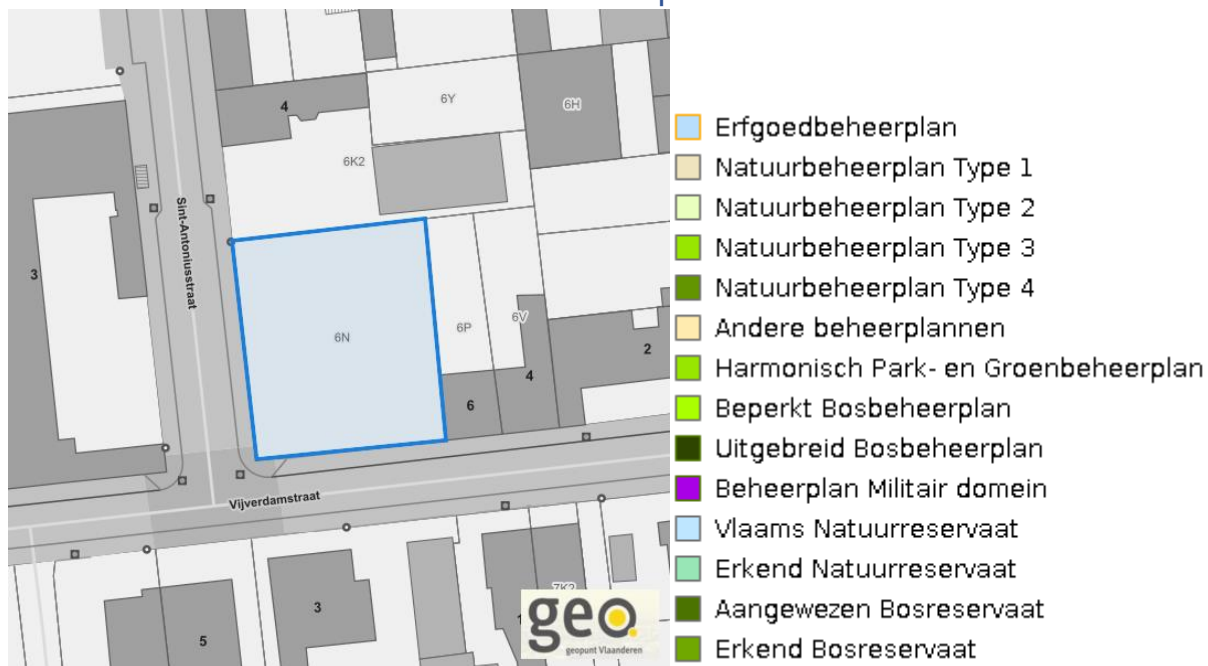 4
6Y
6H
6K2
Sint-Antoniusstraat
3
6N
6P
6V
2
4
6
Vijverdamstraat
3
5
7K2
1
geo.
geopunt Vlaanderen
Erfgoedbeheerplan
Natuurbeheerplan Type 1
Natuurbeheerplan Type 2
Natuurbeheerplan Type 3
Natuurbeheerplan Type 4
Andere beheerplannen
Harmonisch Park- en Groenbeheerplan
Beperkt Bosbeheerplan
Uitgebreid Bosbeheerplan
Beheerplan Militair domein
Vlaams Natuurreservaat
Erkend Natuurreservaat
Aangewezen Bosreservaat
Erkend Bosreservaat